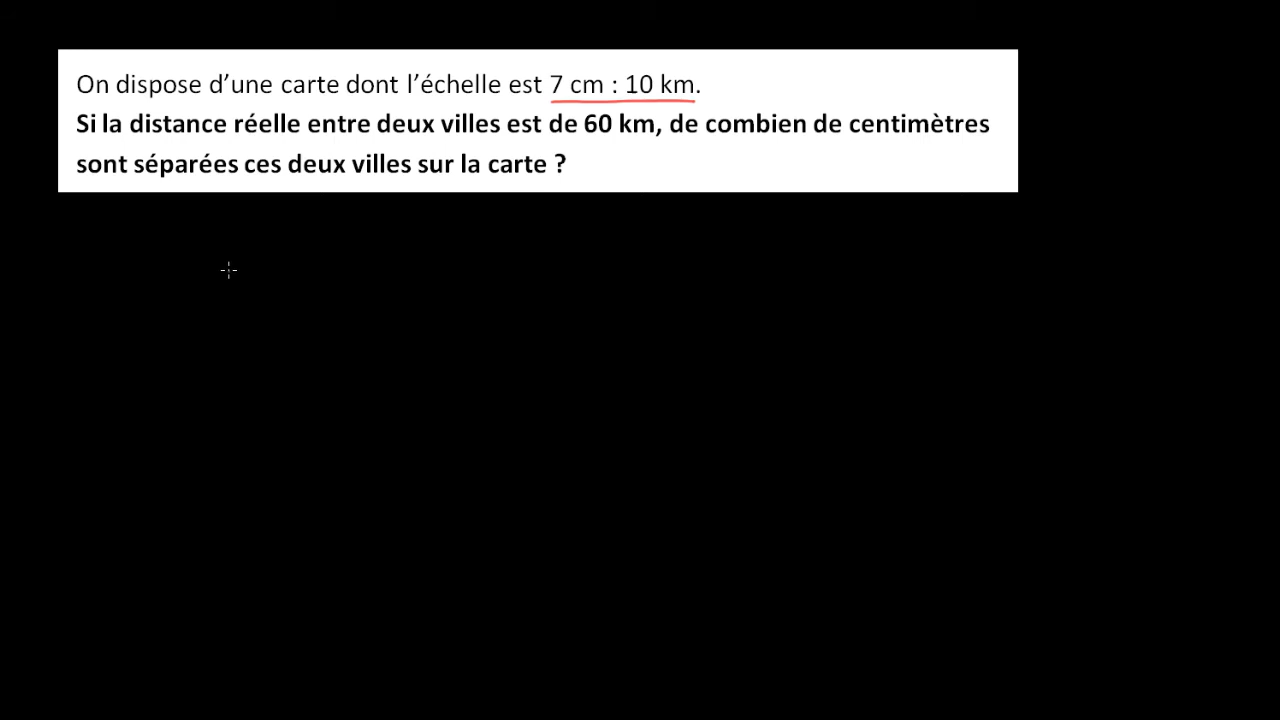 On dispose d’une carte dont l’échelle est 7 cm : 10 km.
Si la distance réelle entre deux villes est de 60 km, de combien de centimètres
sont séparées ces deux villes sur la carte ?